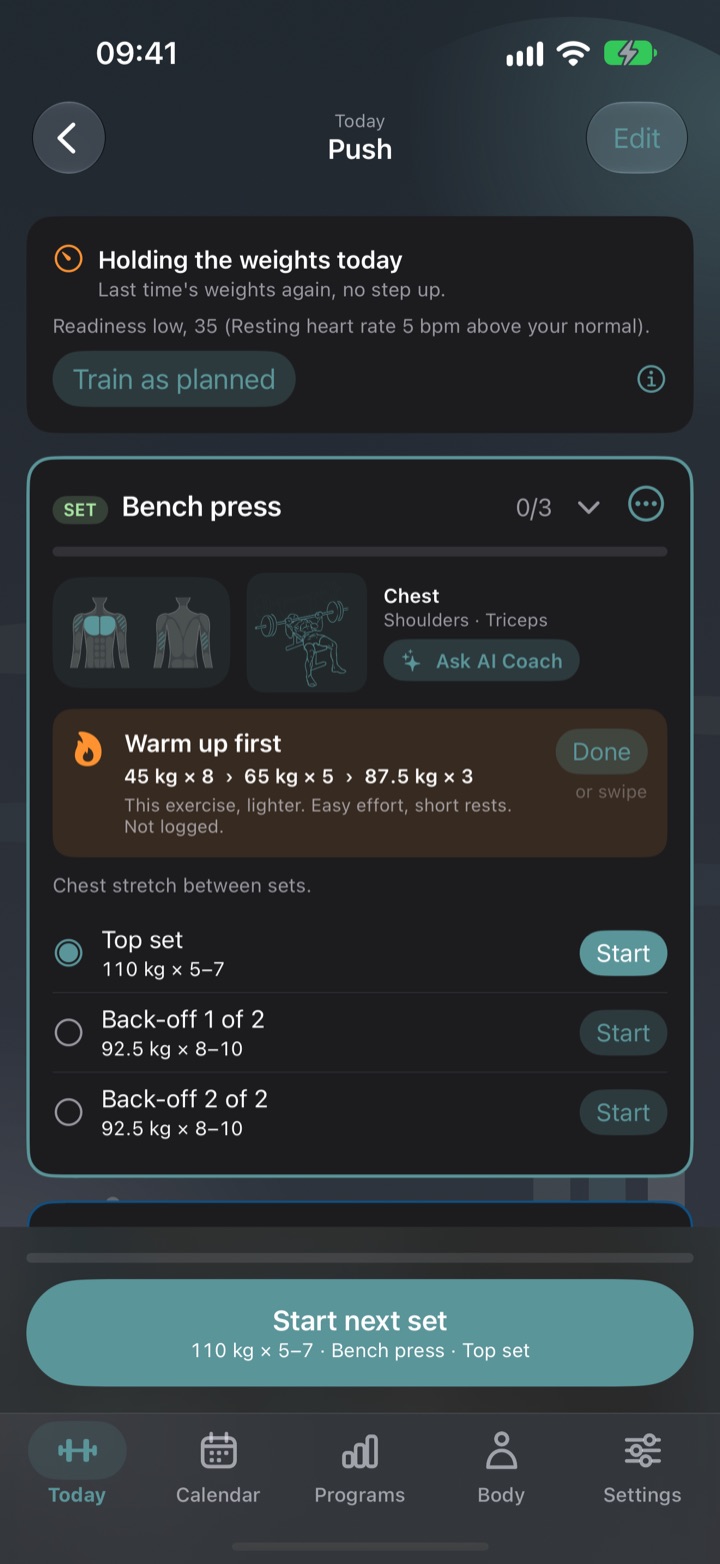 09:41
Today
Push
Edit
Holding the weights today
Last time's weights again, no step up.
Readiness low, 35 (Resting heart rate 5 bpm above your normal).
Train as planned
SET Bench press 0/3
Chest
Shoulders · Triceps
Ask AI Coach
Warm up first
Done
45 kg × 8 › 65 kg × 5 › 87.5 kg × 3
or swipe
This exercise, lighter. Easy effort, short rests.
Not logged.
Chest stretch between sets.
Top set
110 kg × 5–7
Start
Back-off 1 of 2
92.5 kg × 8–10
Start
Back-off 2 of 2
92.5 kg × 8–10
Start
Start next set
110 kg × 5–7 · Bench press · Top set
Today Calendar Programs Body Settings